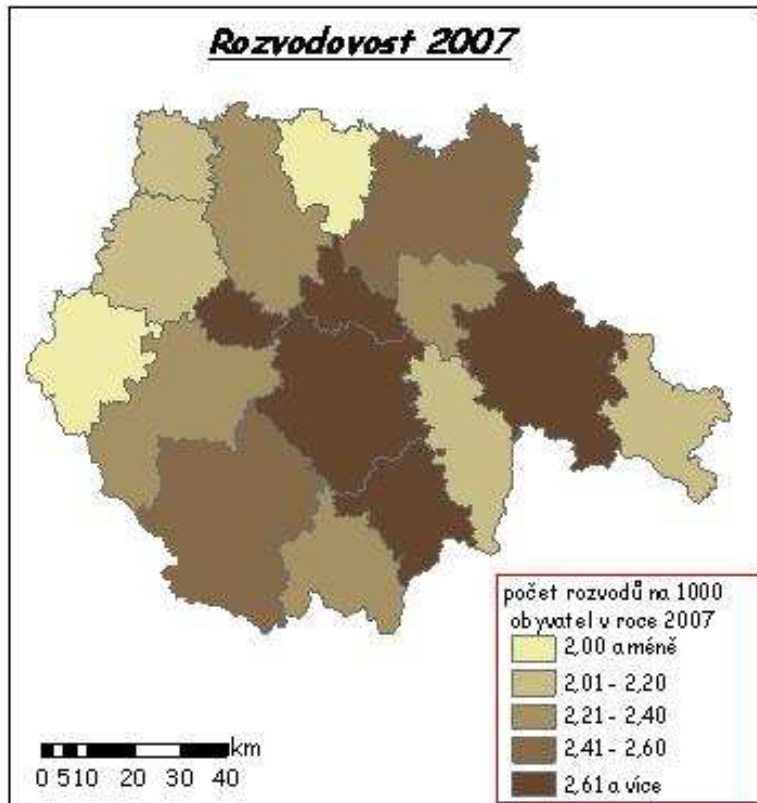 Rozvodovost 2007
počet rozvodů na 1000
obyvatel v roce 2007
2,00 a méně
2,01 - 2,20
2,21 - 2,40
2,41 - 2,60
2,61 a více
km
0 5 10 20 30 40